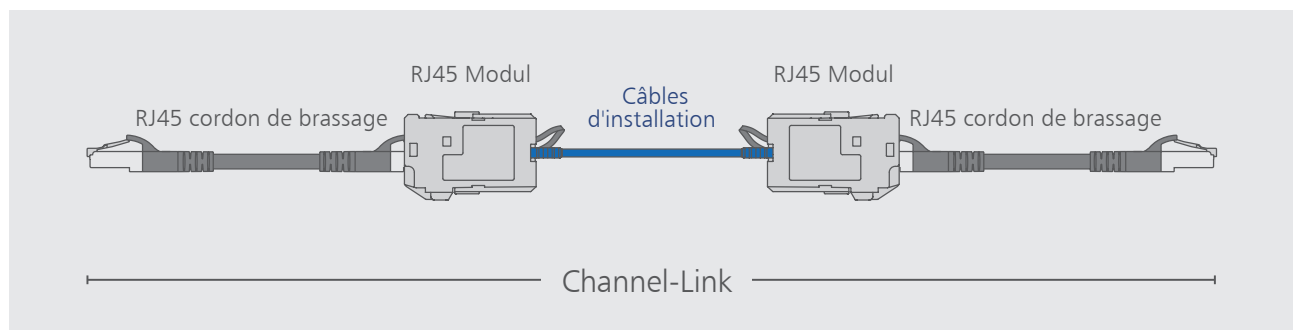 RJ45 Modul
RJ45 Modul
Câbles
d'installation
RJ45 cordon de brassage
RJ45 cordon de brassage
Channel-Link